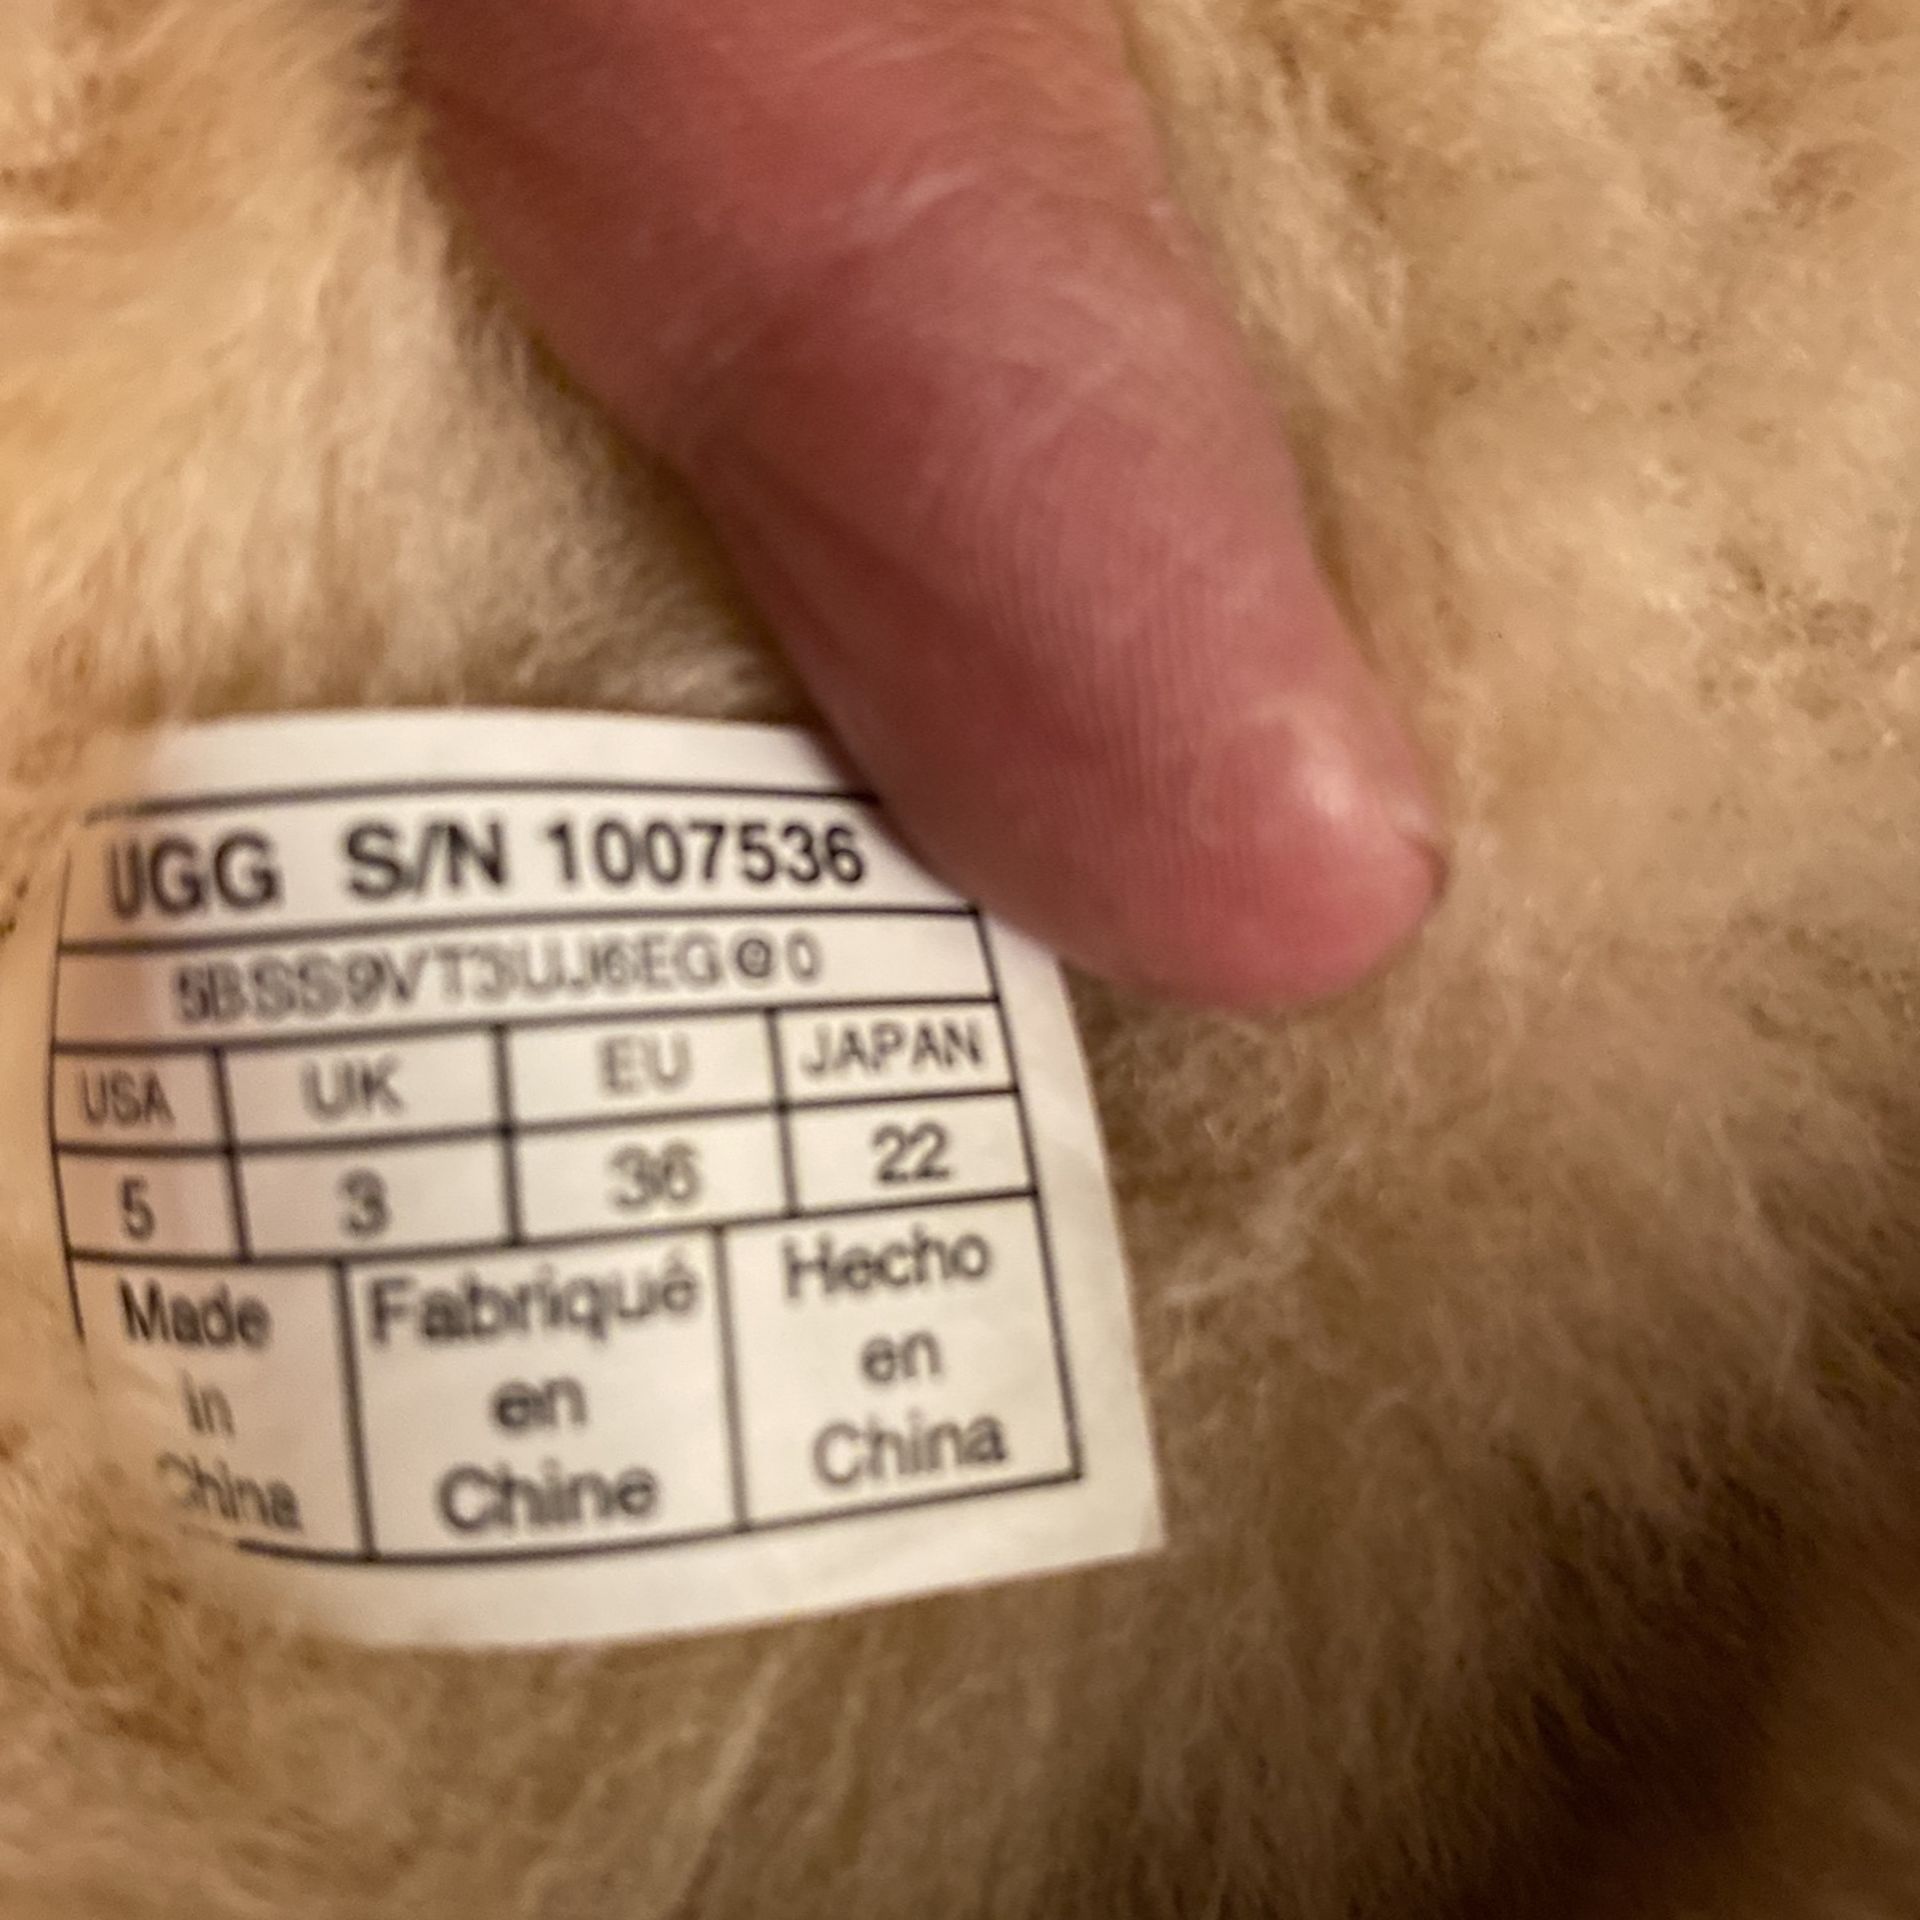 UGG S/N 1007536
5BSS9VT3UJ6EG00
USA UK EU JAPAN
5 3 36 22
Made in China
Fabriqué en Chine
Hecho en China